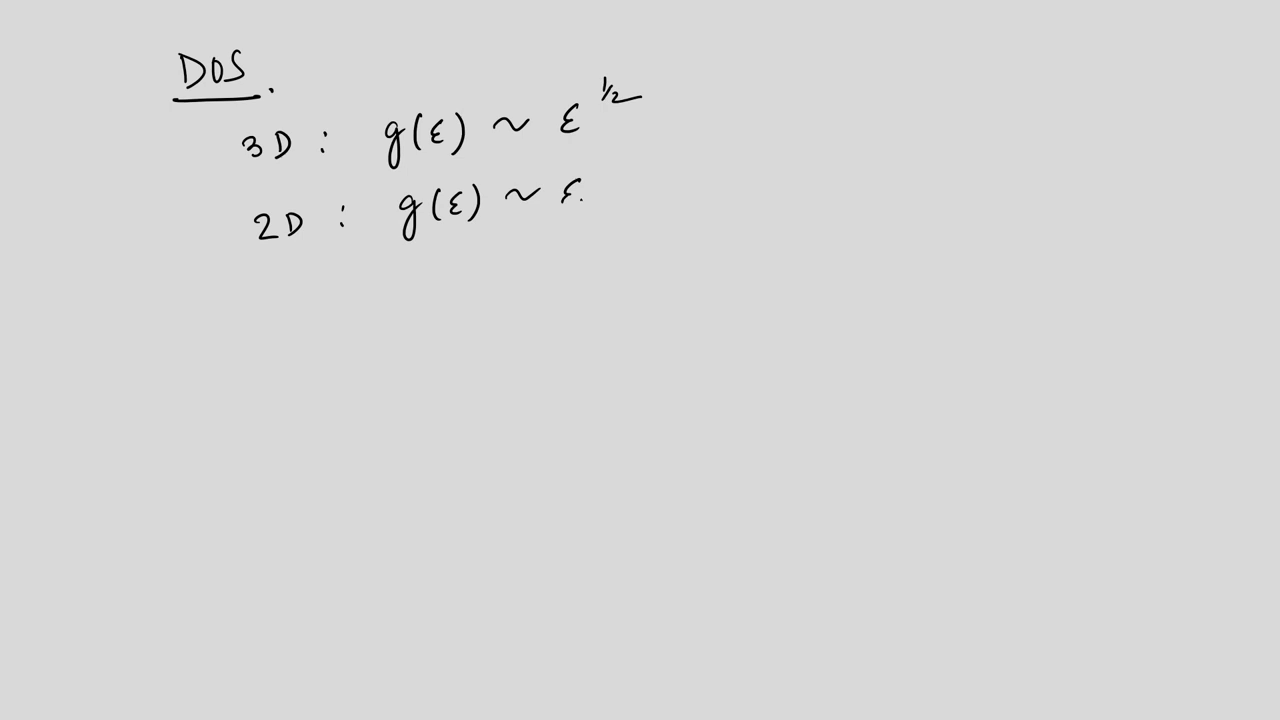 DOS.
3D : g(ε) ~ ε^1/2
2D : g(ε) ~